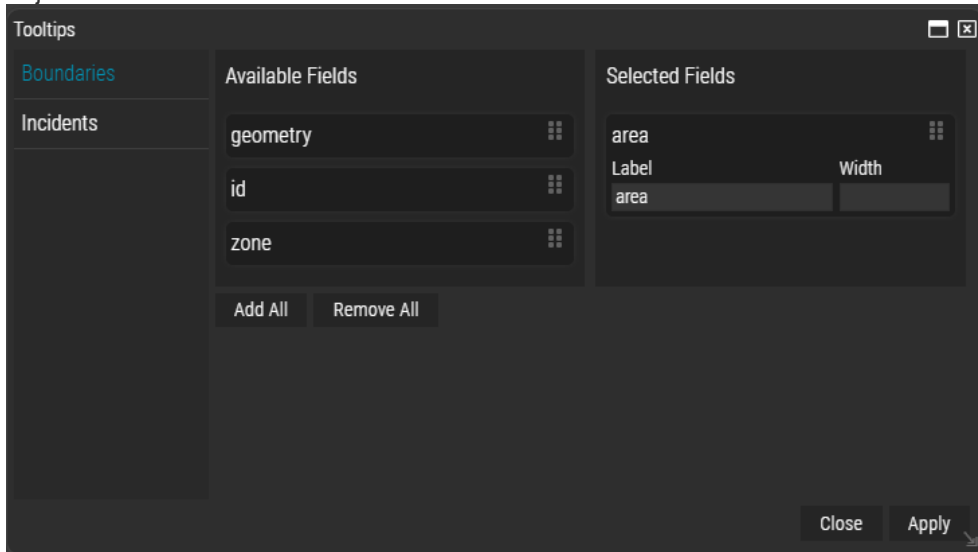 Tooltips
Boundaries
Incidents
Available Fields
geometry
id
zone
Selected Fields
area
Label Width
area
Add All Remove All
Close Apply